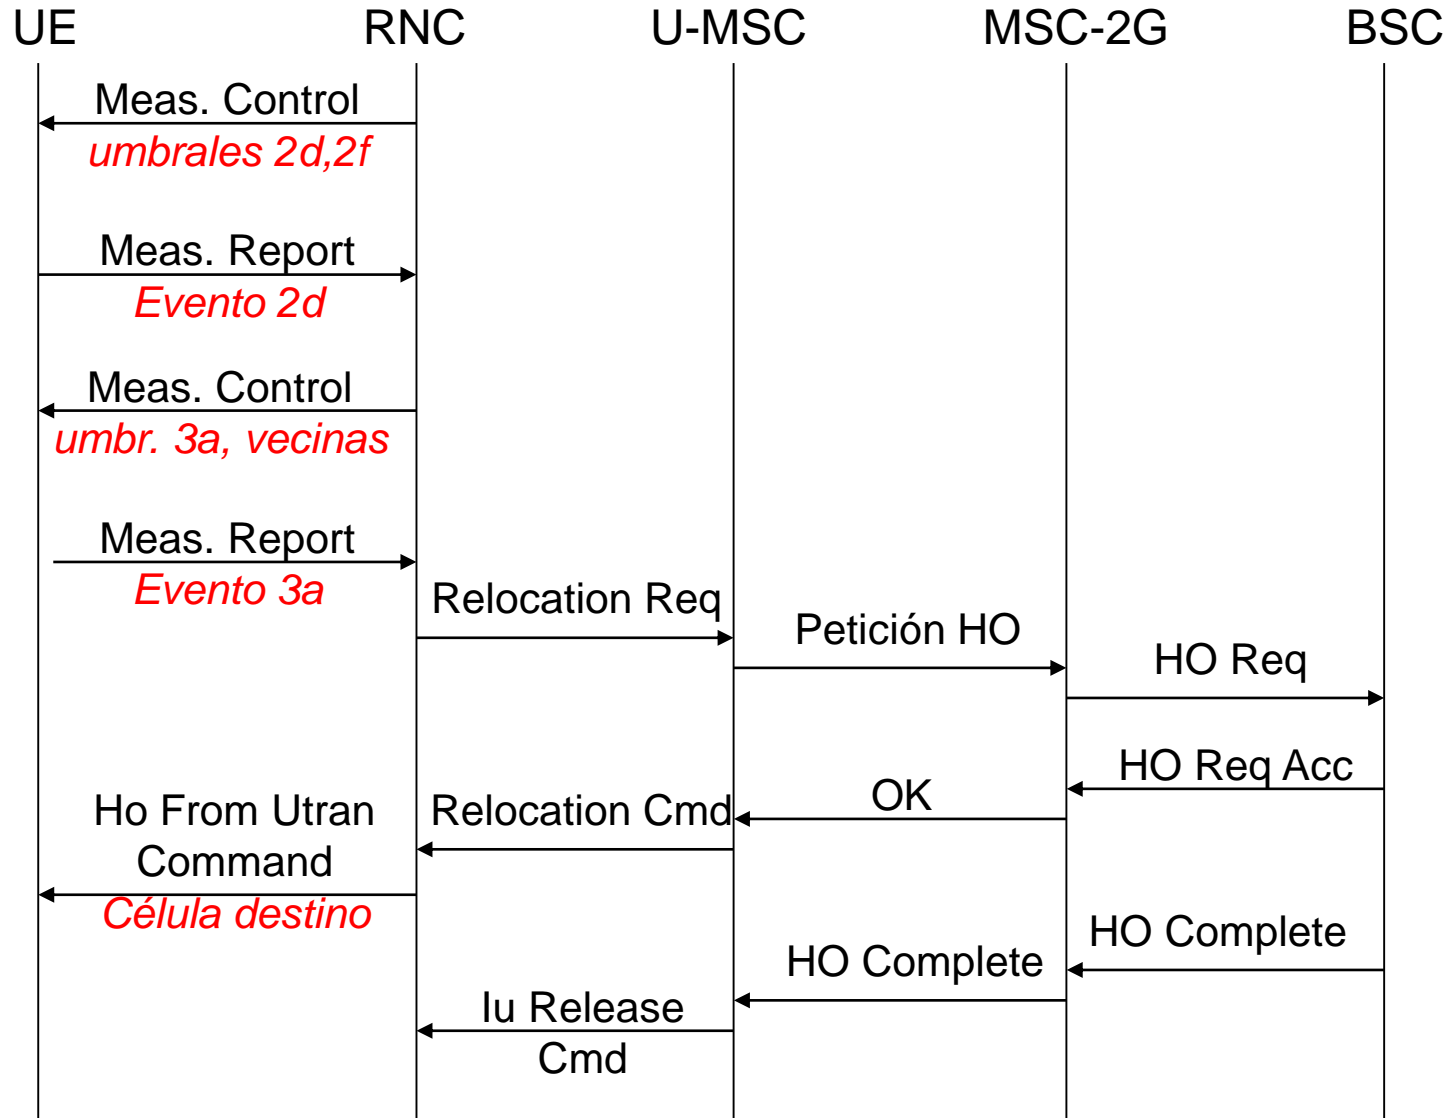 UE RNC U-MSC MSC-2G BSC
Meas. Control
umbrales 2d,2f
Meas. Report
Evento 2d
Meas. Control
umbr. 3a, vecinas
Meas. Report
Evento 3a
Relocation Req
Petición HO
HO Req
HO Req Acc
OK
Relocation Cmd
Ho From Utran
Command
Célula destino
HO Complete
HO Complete
Iu Release
Cmd